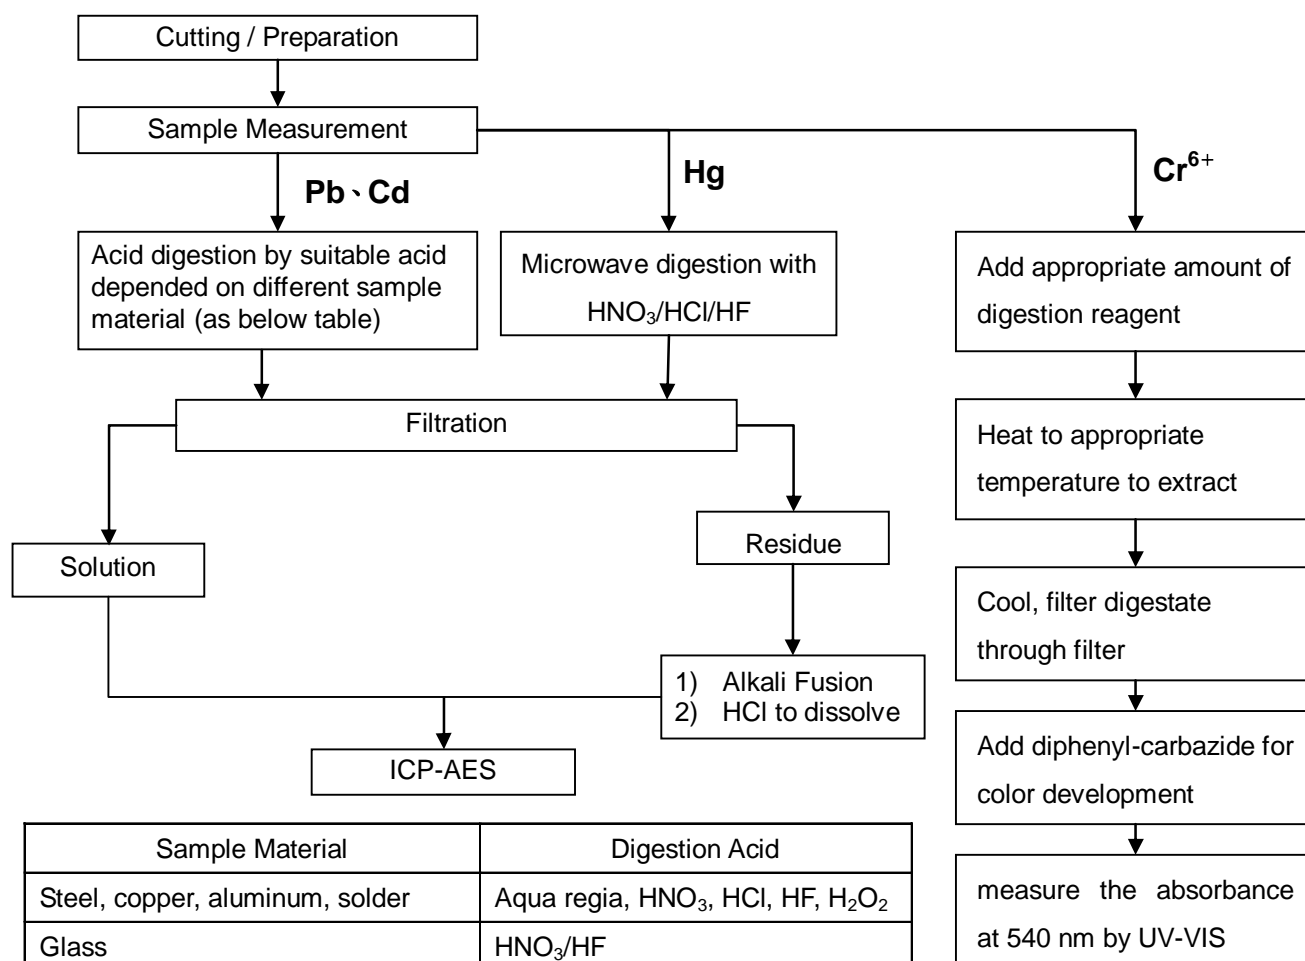 Cutting / Preparation
Sample Measurement
Pb、Cd
Hg
Cr⁶⁺
Acid digestion by suitable acid
depended on different sample
material (as below table)
Microwave digestion with
HNO₃/HCl/HF
Add appropriate amount of
digestion reagent
Filtration
Heat to appropriate
temperature to extract
Solution
Residue
Cool, filter digestate
through filter
1) Alkali Fusion
2) HCl to dissolve
ICP-AES
Add diphenyl-carbazide for
color development
measure the absorbance
at 540 nm by UV-VIS
Sample Material Digestion Acid
Steel, copper, aluminum, solder Aqua regia, HNO₃, HCl, HF, H₂O₂
Glass HNO₃/HF